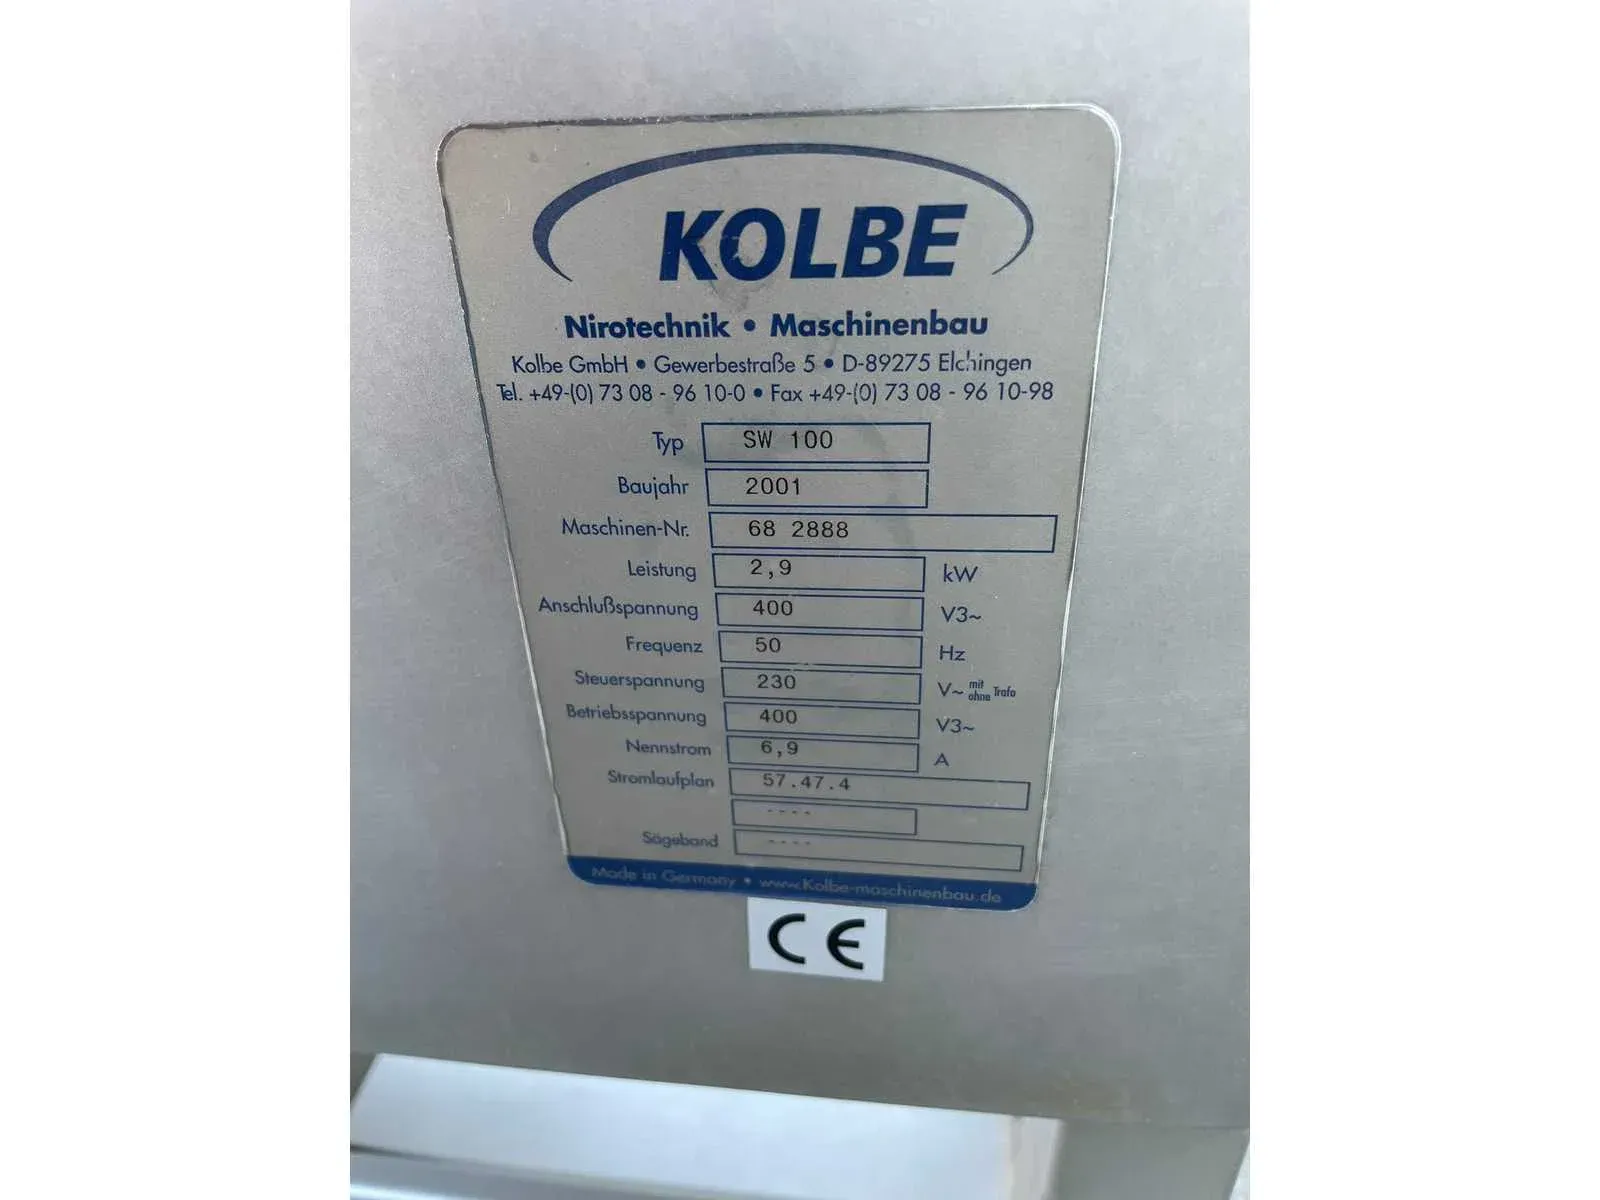 KOLBE
Nirotechnik • Maschinenbau
Kolbe GmbH • Gewerbestraße 5 • D-89275 Elchingen
Tel. +49-(0) 73 08 - 96 10-0 • Fax +49-(0) 73 08 - 96 10-98
Typ SW 100
Baujahr 2001
Maschinen-Nr. 68 2888
Leistung 2,9 kW
Anschlußspannung 400 V3~
Frequenz 50 Hz
Steuerspannung 230 V~ mit ohne Trafo
Betriebsspannung 400 V3~
Nennstrom 6,9 A
Stromlaufplan 57.47.4
----
Sägeband ----
Made in Germany • www.Kolbe-maschinenbau.de
CE